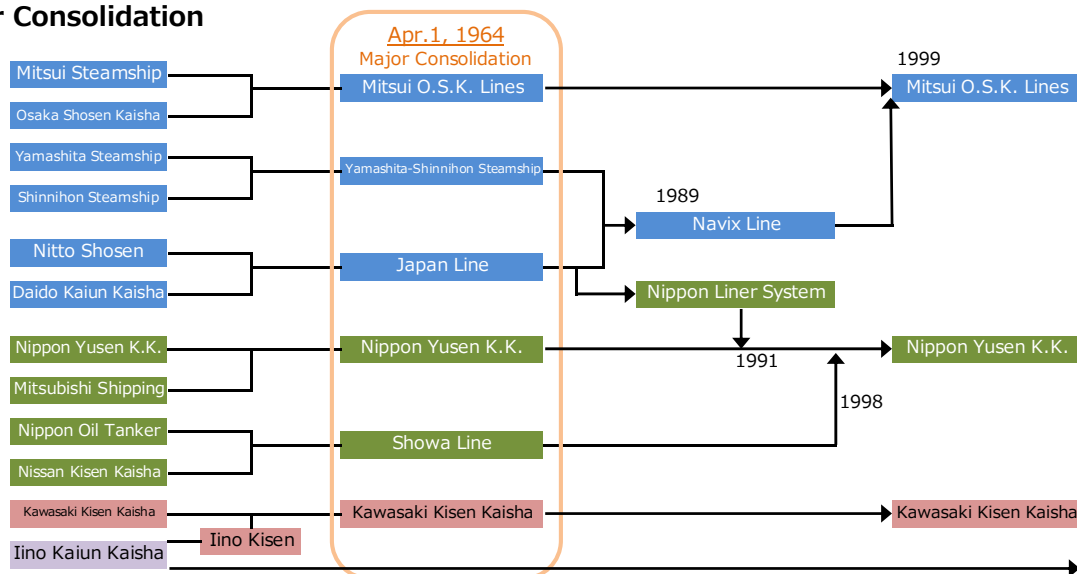 r Consolidation
Apr.1, 1964
Major Consolidation
1999
Mitsui Steamship
Mitsui O.S.K. Lines
Mitsui O.S.K. Lines
Osaka Shosen Kaisha
Yamashita Steamship
Yamashita-Shinnihon Steamship
Shinnihon Steamship
1989
Navix Line
Nitto Shosen
Japan Line
Daido Kaiun Kaisha
Nippon Liner System
Nippon Yusen K.K.
Nippon Yusen K.K.
Nippon Yusen K.K.
1991
Mitsubishi Shipping
1998
Nippon Oil Tanker
Showa Line
Nissan Kisen Kaisha
Kawasaki Kisen Kaisha
Kawasaki Kisen Kaisha
Kawasaki Kisen Kaisha
Iino Kisen
Iino Kaiun Kaisha